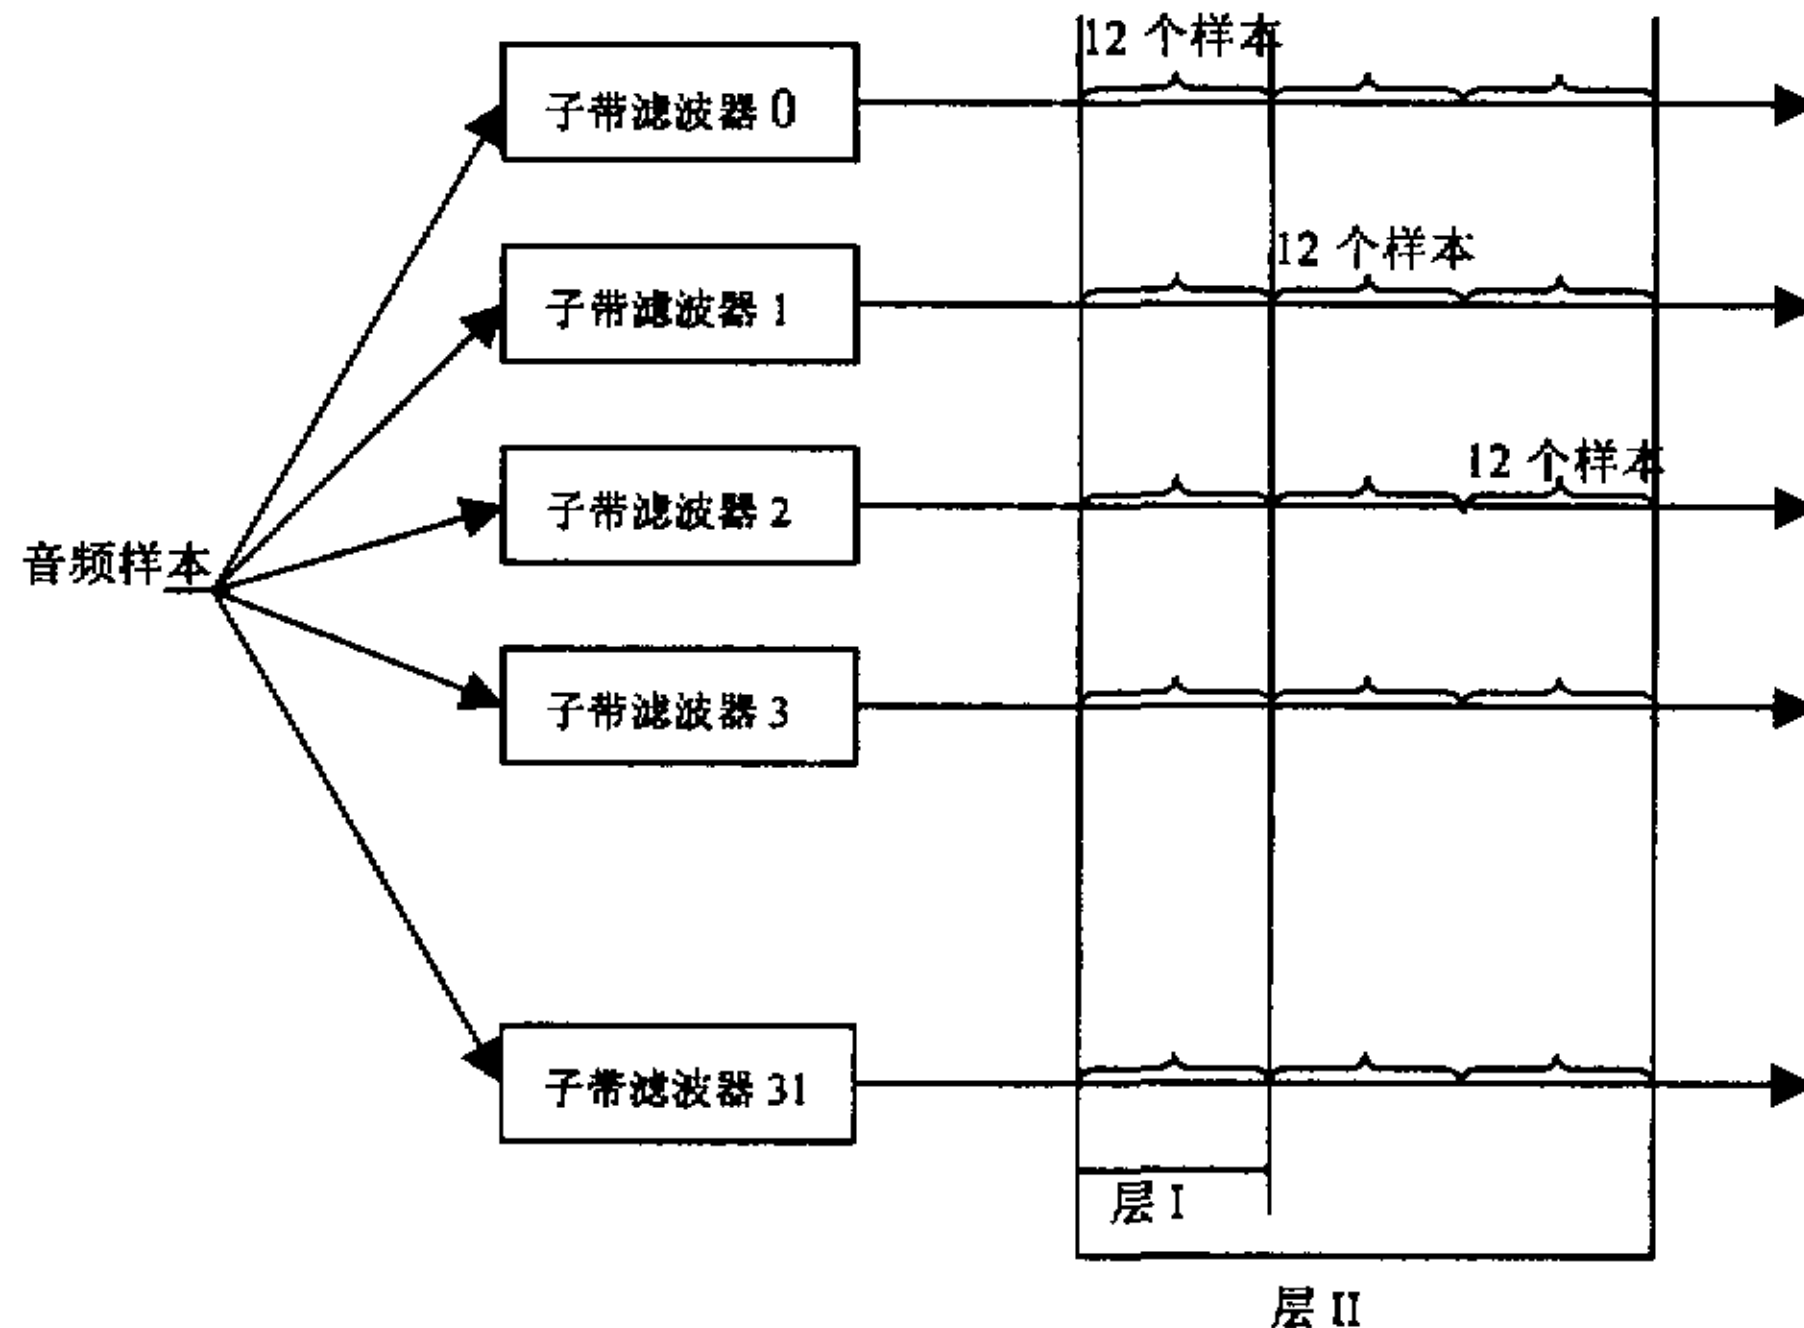 12 个样本
子带滤波器 0
12 个样本
子带滤波器 1
12 个样本
子带滤波器 2
音频样本
子带滤波器 3
子带滤波器 31
层 I
层 II